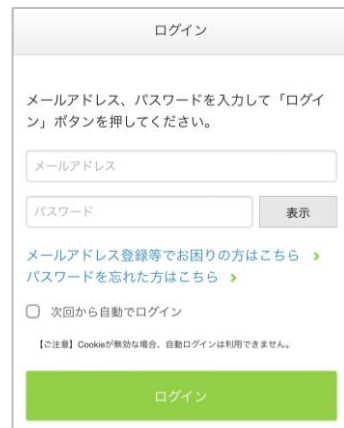 ログイン
メールアドレス、パスワードを入力して「ログイ
ン」ボタンを押してください。
メールアドレス
パスワード 表示
メールアドレス登録等でお困りの方はこちら >
パスワードを忘れた方はこちら >
次回から自動でログイン
【ご注意】Cookieが無効な場合、自動ログインは利用できません。
ログイン